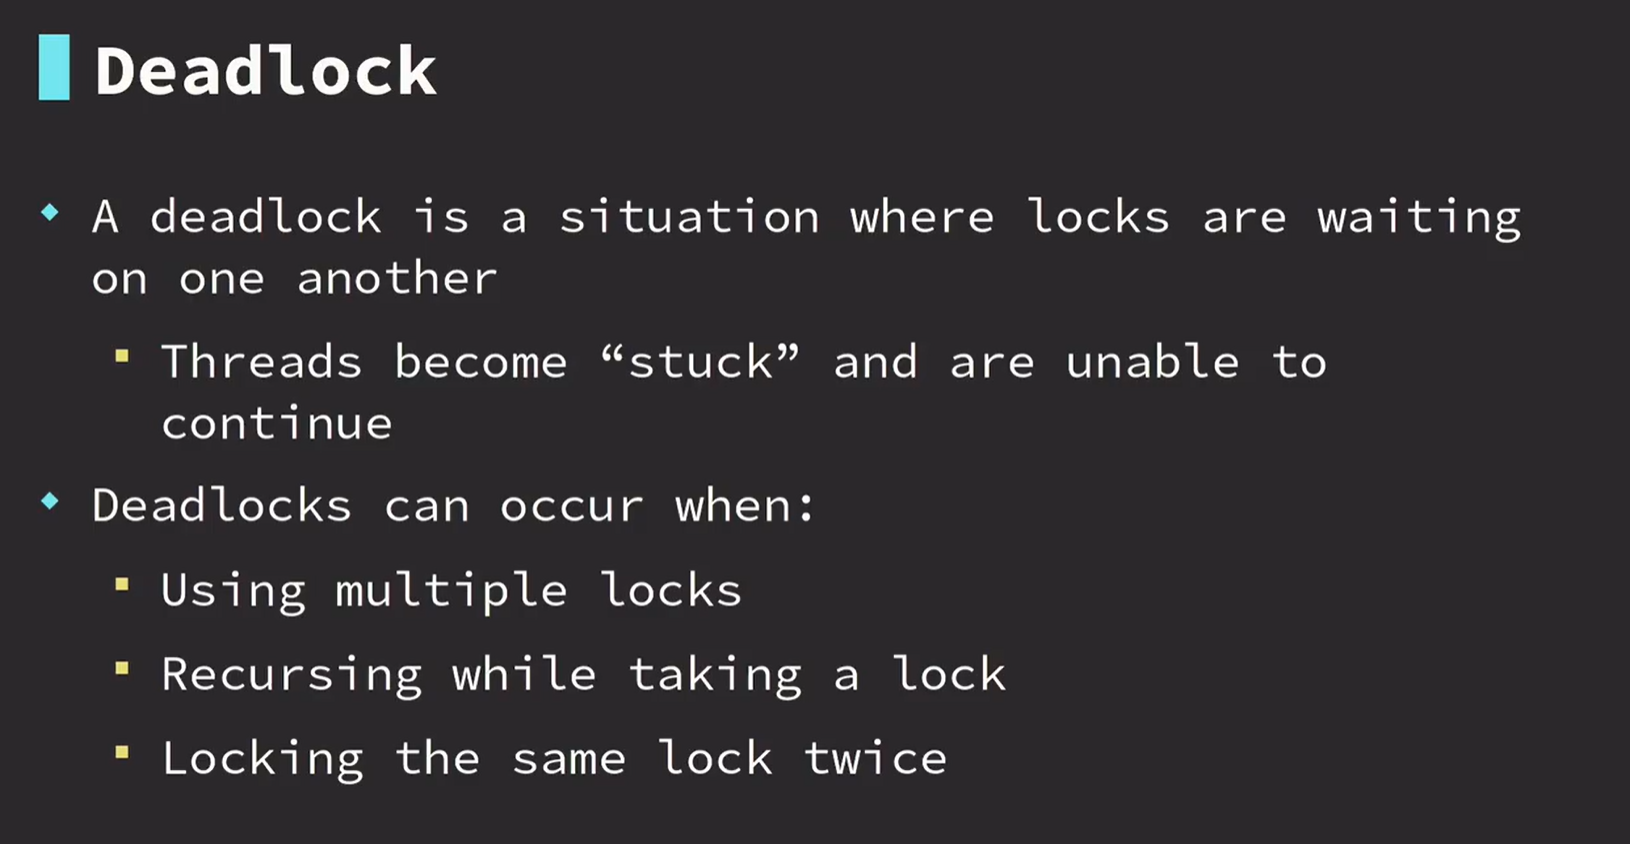 Deadlock
A deadlock is a situation where locks are waiting
on one another
Threads become “stuck” and are unable to
continue
Deadlocks can occur when:
Using multiple locks
Recursing while taking a lock
Locking the same lock twice